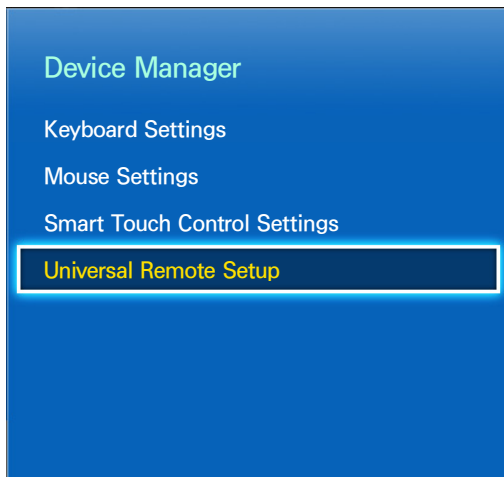 Device Manager
Keyboard Settings
Mouse Settings
Smart Touch Control Settings
Universal Remote Setup